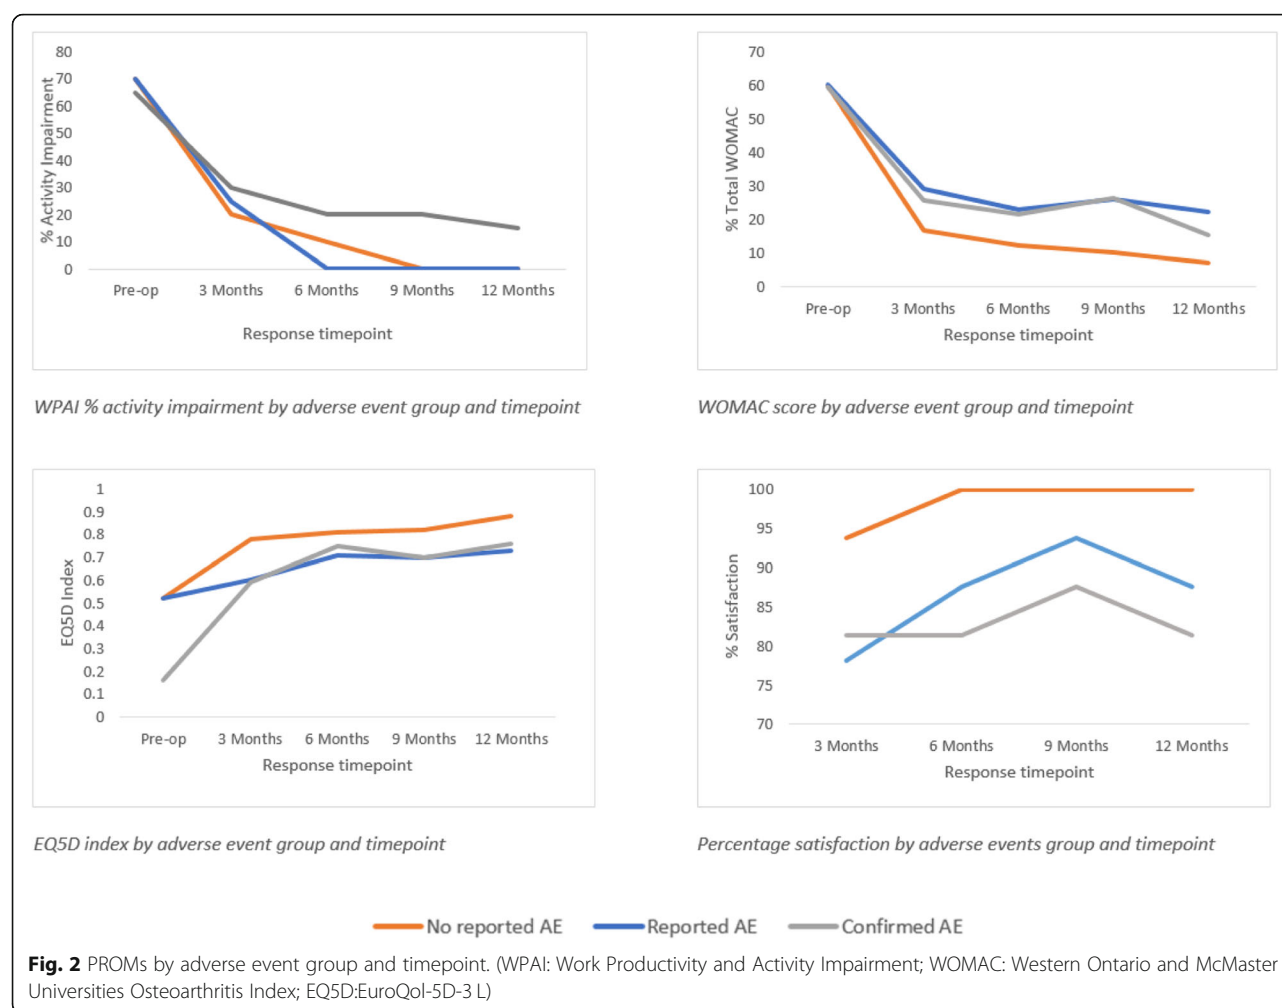 80
70
60
50
40
30
20
10
0
% Activity Impairment
Pre-op 3 Months 6 Months 9 Months 12 Months
Response timepoint
WPAI % activity impairment by adverse event group and timepoint
70
60
50
40
30
20
10
0
% Total WOMAC
Pre-op 3 Months 6 Months 9 Months 12 Months
Response timepoint
WOMAC score by adverse event group and timepoint
1
0.9
0.8
0.7
0.6
0.5
0.4
0.3
0.2
0.1
0
EQ5D Index
Pre-op 3 Months 6 Months 9 Months 12 Months
Response timepoint
EQ5D index by adverse event group and timepoint
100
95
90
85
80
75
70
% Satisfaction
3 Months 6 Months 9 Months 12 Months
Response timepoint
Percentage satisfaction by adverse events group and timepoint
No reported AE Reported AE Confirmed AE
Fig. 2 PROMs by adverse event group and timepoint. (WPAI: Work Productivity and Activity Impairment; WOMAC: Western Ontario and McMaster
Universities Osteoarthritis Index; EQ5D:EuroQol-5D-3 L)